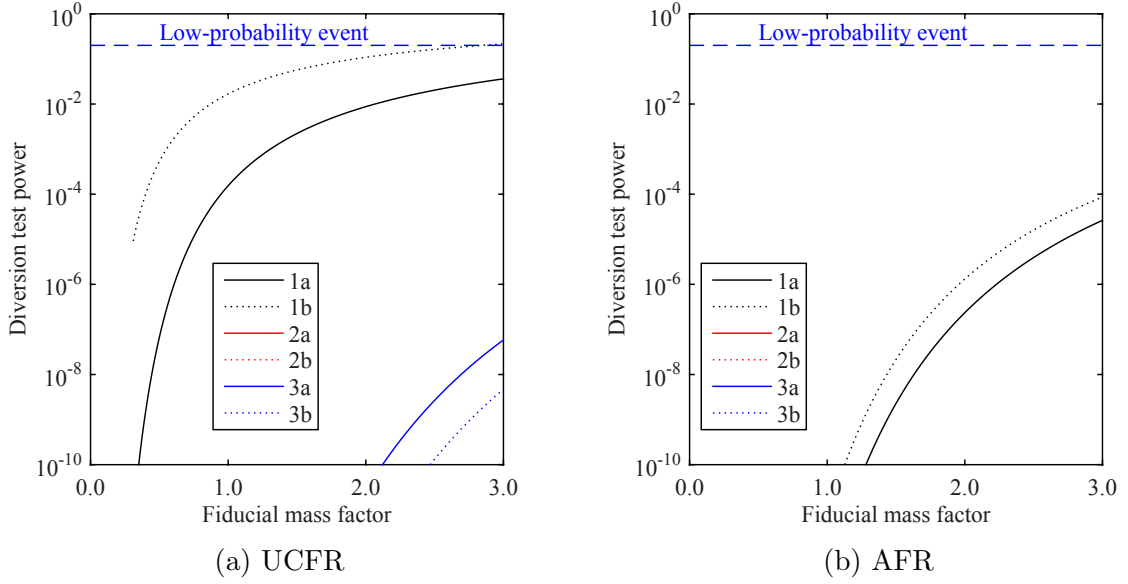 10^0
Low-probability event
10^-2
10^-4
10^-6
10^-8
10^-10
Diversion test power
1a
1b
2a
2b
3a
3b
0.0 1.0 2.0 3.0
Fiducial mass factor
(a) UCFR
10^0
Low-probability event
10^-2
10^-4
10^-6
10^-8
10^-10
Diversion test power
1a
1b
2a
2b
3a
3b
0.0 1.0 2.0 3.0
Fiducial mass factor
(b) AFR